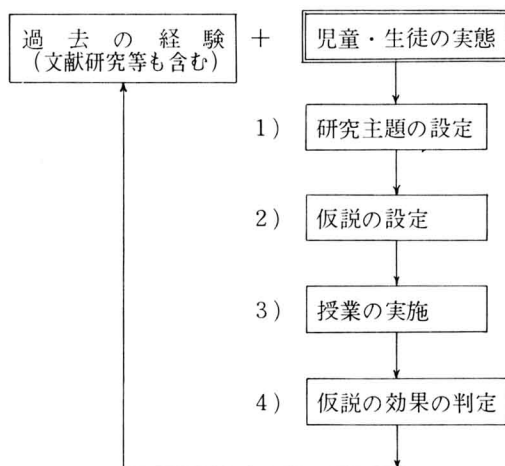 過去の経験
(文献研究等も含む)
+
児童・生徒の実態
1) 研究主題の設定
2) 仮説の設定
3) 授業の実施
4) 仮説の効果の判定